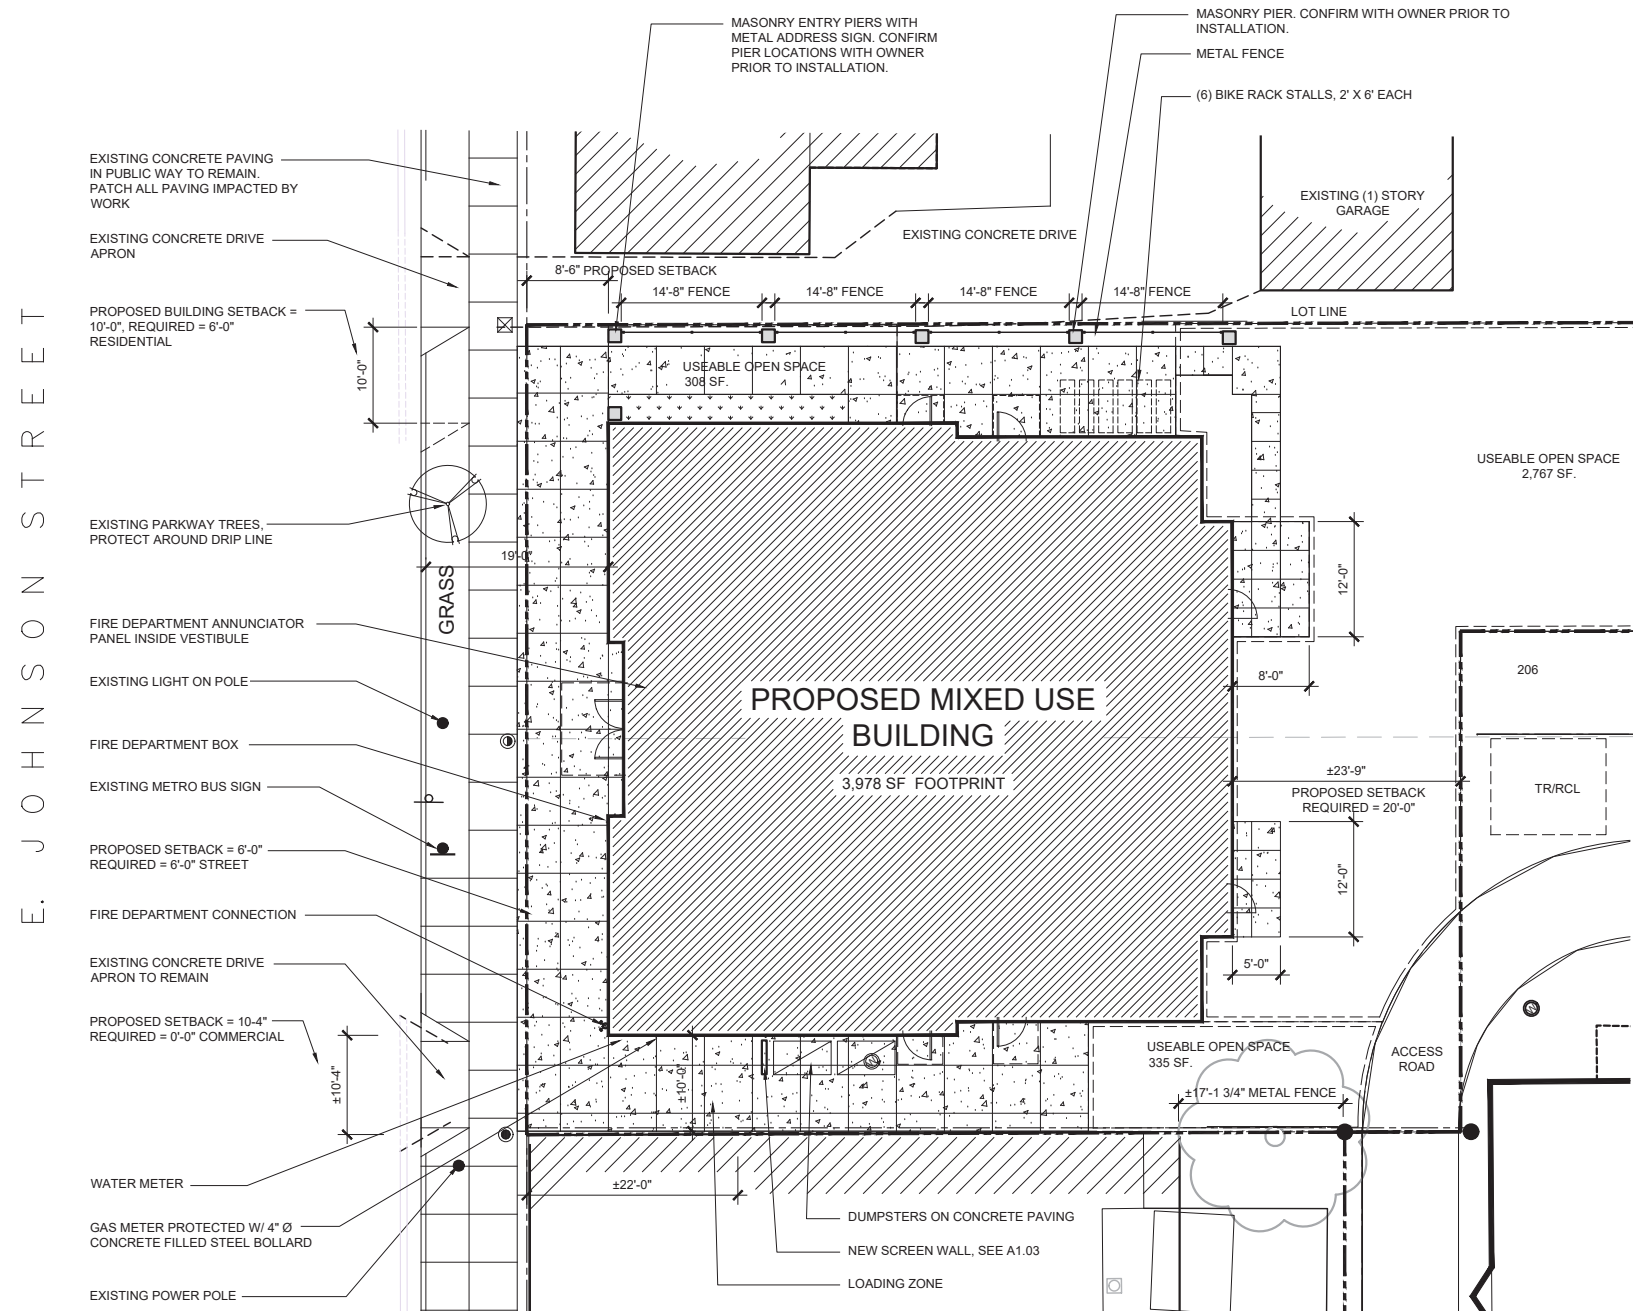 MASONRY ENTRY PIERS WITH
METAL ADDRESS SIGN. CONFIRM
PIER LOCATIONS WITH OWNER
PRIOR TO INSTALLATION.
MASONRY PIER. CONFIRM WITH OWNER PRIOR TO
INSTALLATION.
METAL FENCE
(6) BIKE RACK STALLS, 2' X 6' EACH
EXISTING CONCRETE PAVING
IN PUBLIC WAY TO REMAIN.
PATCH ALL PAVING IMPACTED BY
WORK
EXISTING CONCRETE DRIVE
APRON
PROPOSED BUILDING SETBACK =
10'-0", REQUIRED = 6'-0"
RESIDENTIAL
EXISTING PARKWAY TREES,
PROTECT AROUND DRIP LINE
FIRE DEPARTMENT ANNUNCIATOR
PANEL INSIDE VESTIBULE
EXISTING LIGHT ON POLE
FIRE DEPARTMENT BOX
EXISTING METRO BUS SIGN
PROPOSED SETBACK = 6'-0"
REQUIRED = 6'-0" STREET
FIRE DEPARTMENT CONNECTION
EXISTING CONCRETE DRIVE
APRON TO REMAIN
PROPOSED SETBACK = 10-4"
REQUIRED = 0'-0" COMMERCIAL
WATER METER
GAS METER PROTECTED W/ 4" Ø
CONCRETE FILLED STEEL BOLLARD
EXISTING POWER POLE
E. JOHNSON STREET
GRASS
10'-0"
19'-0"
±10'-4"
EXISTING (1) STORY
GARAGE
EXISTING CONCRETE DRIVE
8'-6" PROPOSED SETBACK
14'-8" FENCE
14'-8" FENCE
14'-8" FENCE
14'-8" FENCE
LOT LINE
USEABLE OPEN SPACE
308 SF.
USEABLE OPEN SPACE
2,767 SF.
12'-0"
8'-0"
PROPOSED MIXED USE
BUILDING
3,978 SF FOOTPRINT
206
TR/RCL
±23'-9"
PROPOSED SETBACK
REQUIRED = 20'-0"
12'-0"
5'-0"
USEABLE OPEN SPACE
335 SF.
ACCESS
ROAD
±17'-1 3/4" METAL FENCE
±10'-0"
±22'-0"
DUMPSTERS ON CONCRETE PAVING
NEW SCREEN WALL, SEE A1.03
LOADING ZONE